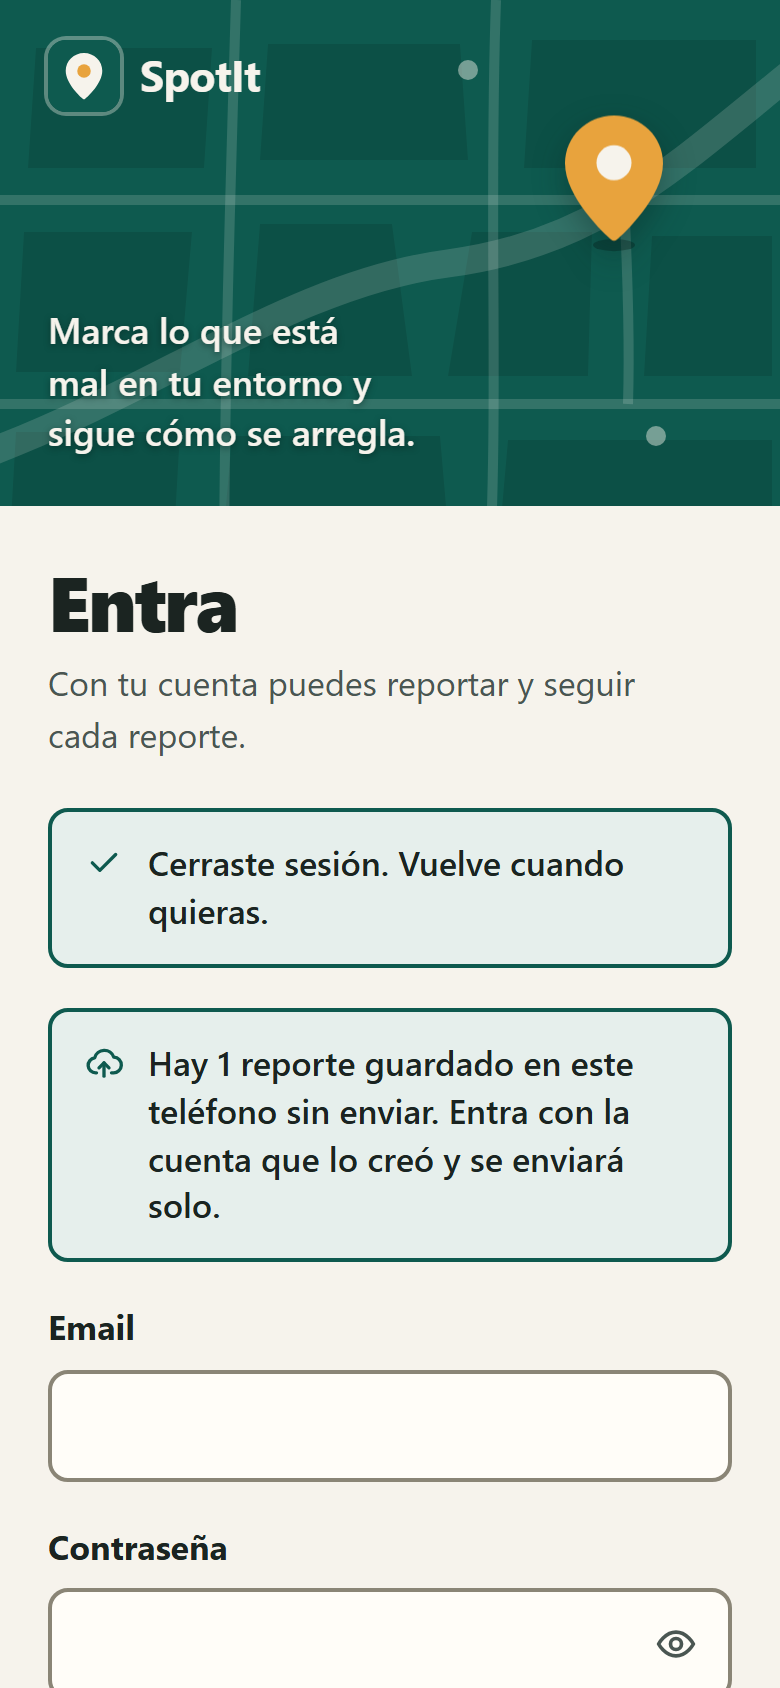 SpotIt
Marca lo que está
mal en tu entorno y
sigue cómo se arregla.
Entra
Con tu cuenta puedes reportar y seguir
cada reporte.
Cerraste sesión. Vuelve cuando
quieras.
Hay 1 reporte guardado en este
teléfono sin enviar. Entra con la
cuenta que lo creó y se enviará
solo.
Email
Contraseña